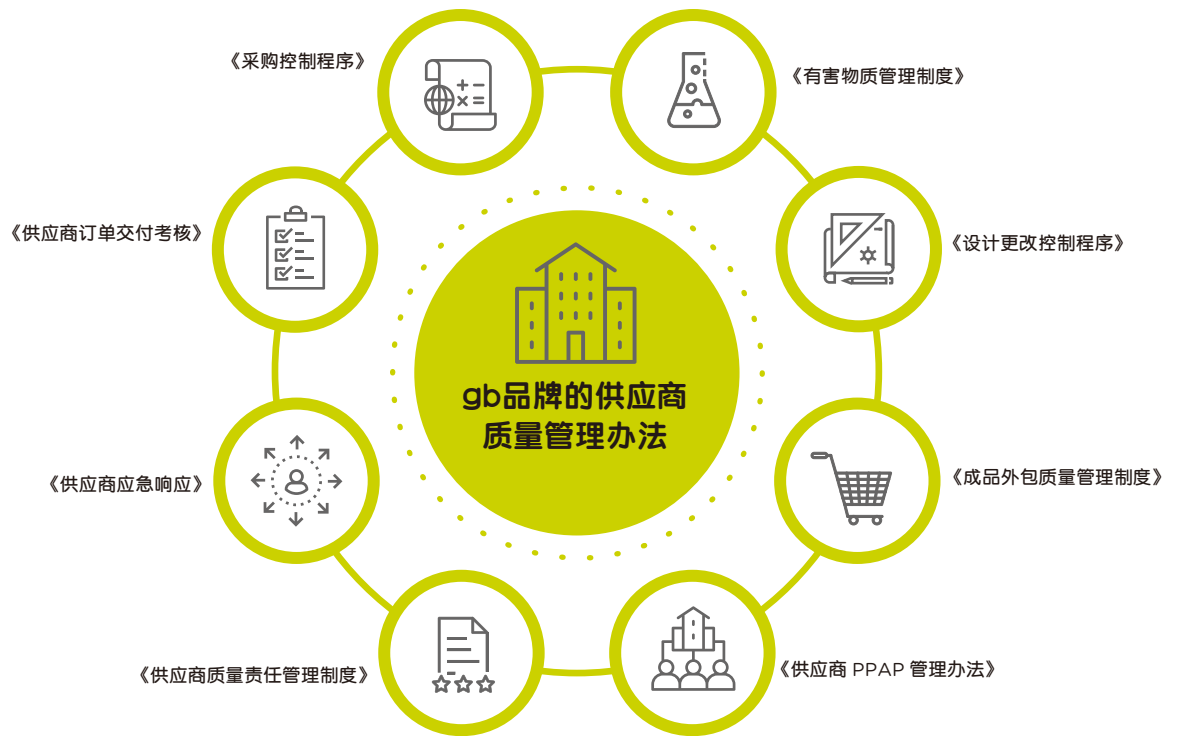 《采购控制程序》
《有害物质管理制度》
《供应商订单交付考核》
《设计更改控制程序》
gb品牌的供应商
质量管理办法
《供应商应急响应》
《成品外包质量管理制度》
《供应商质量责任管理制度》
《供应商 PPAP 管理办法》